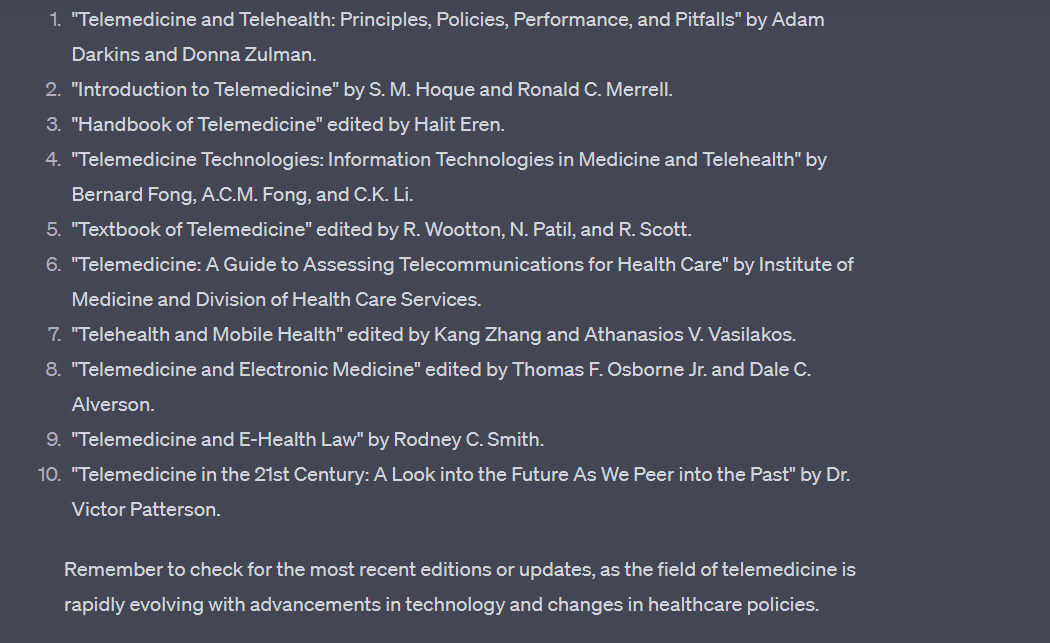 1. "Telemedicine and Telehealth: Principles, Policies, Performance, and Pitfalls" by Adam
Darkins and Donna Zulman.
2. "Introduction to Telemedicine" by S. M. Hoque and Ronald C. Merrell.
3. "Handbook of Telemedicine" edited by Halit Eren.
4. "Telemedicine Technologies: Information Technologies in Medicine and Telehealth" by
Bernard Fong, A.C.M. Fong, and C.K. Li.
5. "Textbook of Telemedicine" edited by R. Wootton, N. Patil, and R. Scott.
6. "Telemedicine: A Guide to Assessing Telecommunications for Health Care" by Institute of
Medicine and Division of Health Care Services.
7. "Telehealth and Mobile Health" edited by Kang Zhang and Athanasios V. Vasilakos.
8. "Telemedicine and Electronic Medicine" edited by Thomas F. Osborne Jr. and Dale C.
Alverson.
9. "Telemedicine and E-Health Law" by Rodney C. Smith.
10. "Telemedicine in the 21st Century: A Look into the Future As We Peer into the Past" by Dr.
Victor Patterson.
Remember to check for the most recent editions or updates, as the field of telemedicine is
rapidly evolving with advancements in technology and changes in healthcare policies.